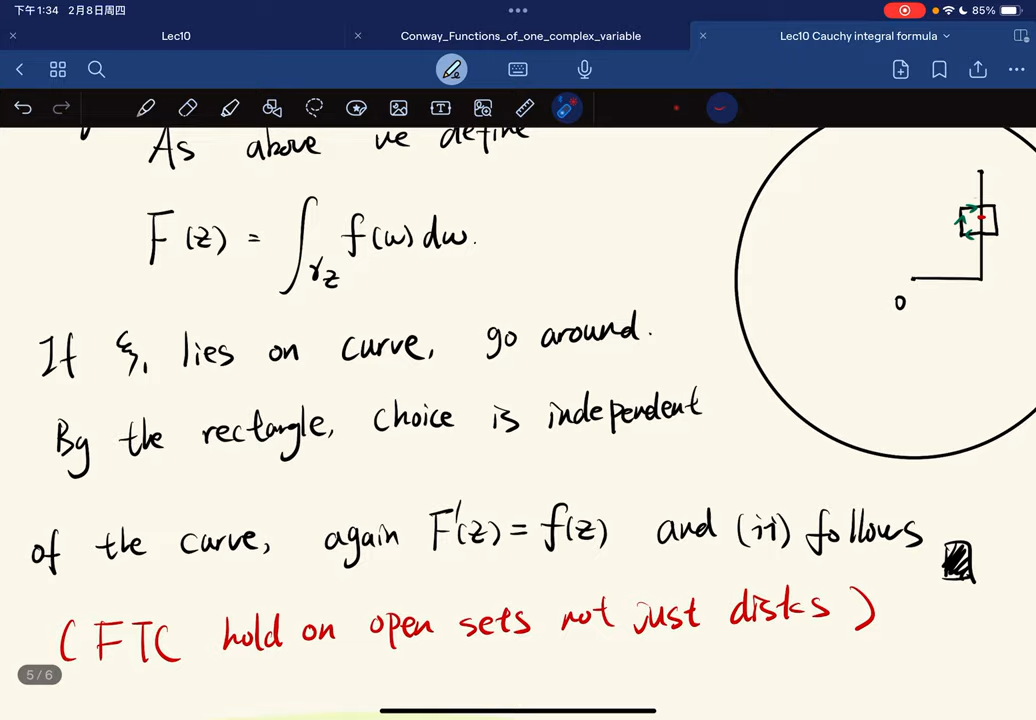 下午1:34 2月8日周四
85%
Lec10
Conway_Functions_of_one_complex_variable
Lec10 Cauchy integral formula
As above we define
F(z) = ∫_{γ_z} f(w)dw.
0
If ξ₁ lies on curve, go around.
By the rectangle, choice is independent
of the curve, again F'(z) = f(z) and (ii) follows
(FTC hold on open sets not just disks)
5/6